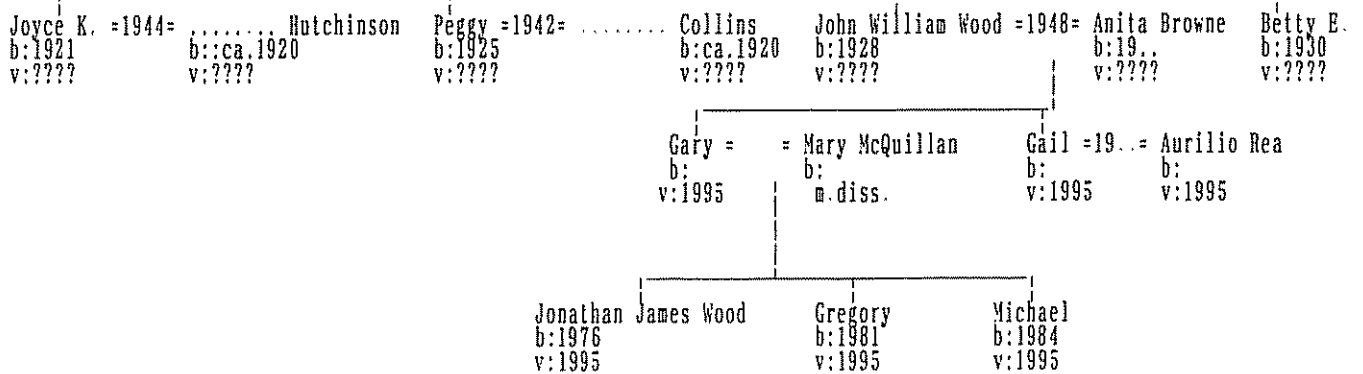 Joyce K. =1944= ........ Hutchinson Peggy =1942= ........ Collins John William Wood =1948= Anita Browne Betty E.
b:1921 b::ca.1920 b:1925 b:ca.1920 b:1928 b:19.. b:1930
v:???? v:???? v:???? v:???? v:???? v:???? v:????
Gary = = Mary McQuillan Gail =19..= Aurilio Rea
b: b: b: b:
v:1995 m.diss. v:1995 v:1995
Jonathan James Wood Gregory Michael
b:1976 b:1981 b:1984
v:1995 v:1995 v:1995